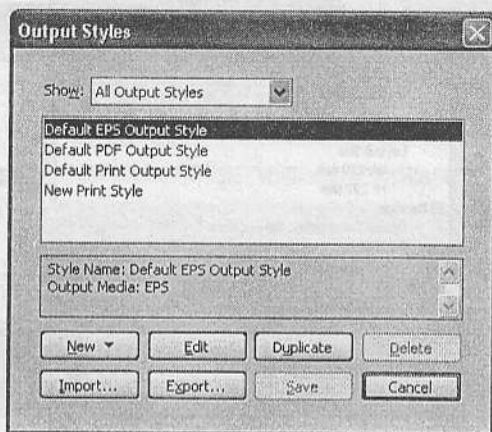 Output Styles
Show: All Output Styles
Default EPS Output Style
Default PDF Output Style
Default Print Output Style
New Print Style
Style Name: Default EPS Output Style
Output Media: EPS
New Edit Duplicate Delete
Import... Export... Save Cancel